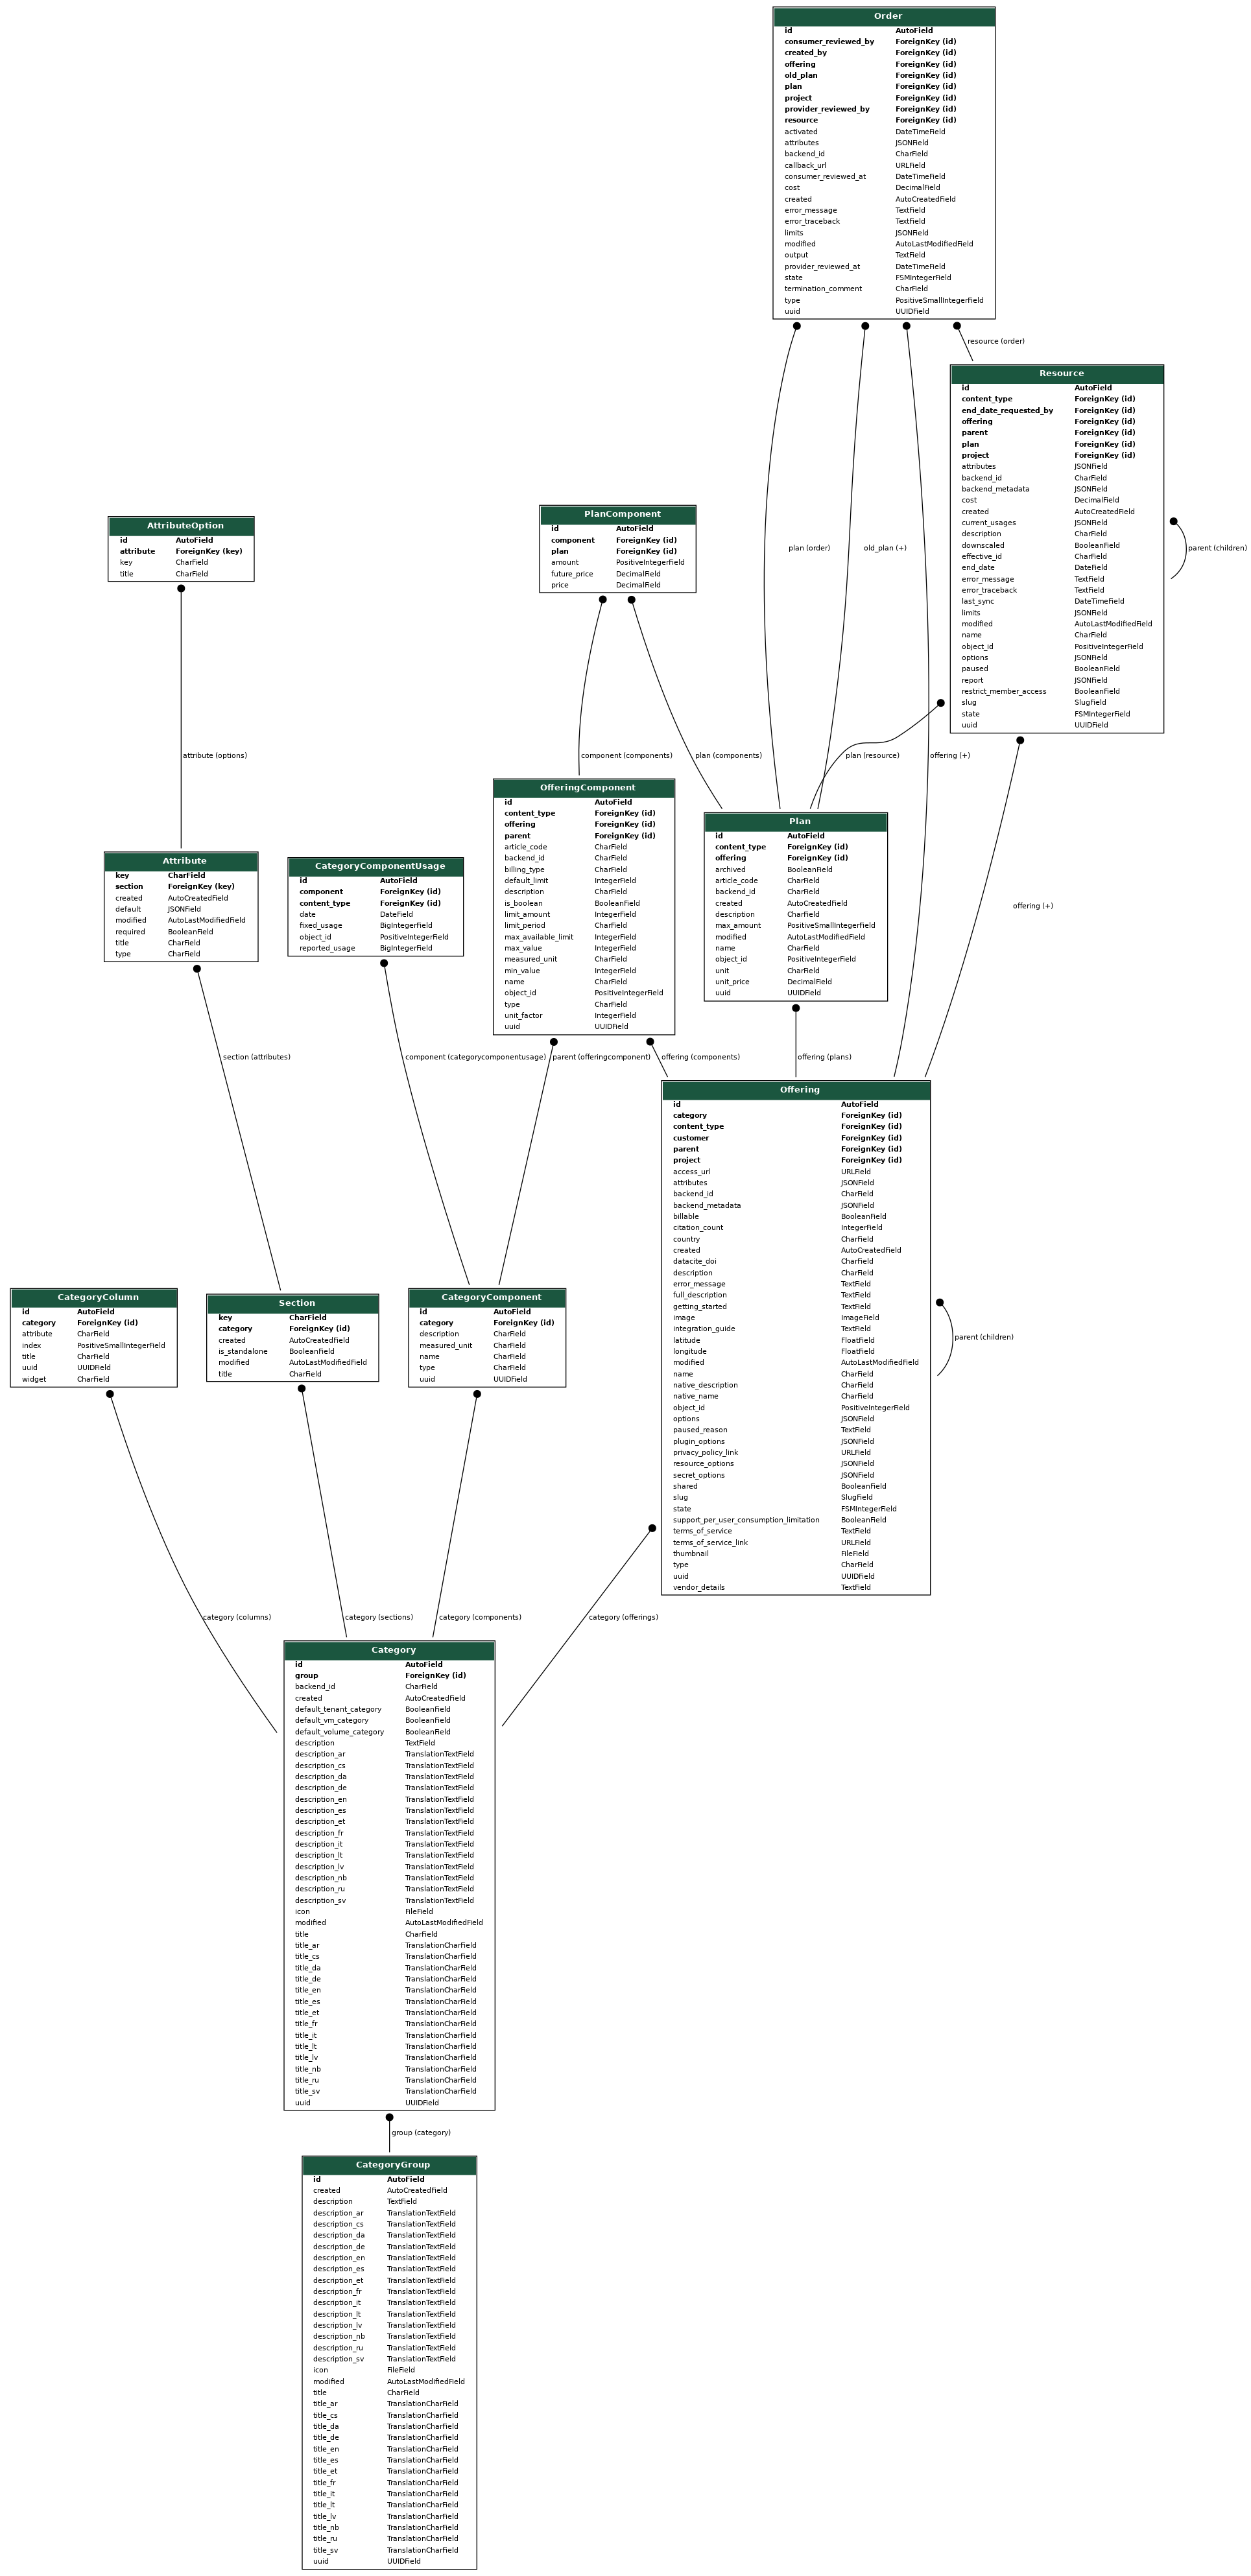 Order
id AutoField
consumer_reviewed_by ForeignKey (id)
created_by ForeignKey (id)
offering ForeignKey (id)
old_plan ForeignKey (id)
plan ForeignKey (id)
project ForeignKey (id)
provider_reviewed_by ForeignKey (id)
resource ForeignKey (id)
activated DateTimeField
attributes JSONField
backend_id CharField
callback_url URLField
consumer_reviewed_at DateTimeField
cost DecimalField
created AutoCreatedField
error_message TextField
error_traceback TextField
limits JSONField
modified AutoLastModifiedField
output TextField
provider_reviewed_at DateTimeField
state FSMIntegerField
termination_comment CharField
type PositiveSmallIntegerField
uuid UUIDField
resource (order)
Resource
id AutoField
content_type ForeignKey (id)
end_date_requested_by ForeignKey (id)
offering ForeignKey (id)
parent ForeignKey (id)
plan ForeignKey (id)
project ForeignKey (id)
attributes JSONField
backend_id CharField
backend_metadata JSONField
cost DecimalField
created AutoCreatedField
current_usages JSONField
description CharField
downscaled BooleanField
effective_id CharField
end_date DateField
error_message TextField
error_traceback TextField
last_sync DateTimeField
limits JSONField
modified AutoLastModifiedField
name CharField
object_id PositiveIntegerField
options JSONField
paused BooleanField
report JSONField
restrict_member_access BooleanField
slug SlugField
state FSMIntegerField
uuid UUIDField
parent (children)
plan (order)
old_plan (+)
AttributeOption
id AutoField
attribute ForeignKey (key)
key CharField
title CharField
PlanComponent
id AutoField
component ForeignKey (id)
plan ForeignKey (id)
amount PositiveIntegerField
future_price DecimalField
price DecimalField
attribute (options)
component (components)
plan (components)
plan (resource)
offering (+)
Attribute
key CharField
section ForeignKey (key)
created AutoCreatedField
default JSONField
modified AutoLastModifiedField
required BooleanField
title CharField
type CharField
CategoryComponentUsage
id AutoField
component ForeignKey (id)
content_type ForeignKey (id)
date DateField
fixed_usage BigIntegerField
object_id PositiveIntegerField
reported_usage BigIntegerField
OfferingComponent
id AutoField
content_type ForeignKey (id)
offering ForeignKey (id)
parent ForeignKey (id)
article_code CharField
backend_id CharField
billing_type CharField
default_limit IntegerField
description CharField
is_boolean BooleanField
limit_amount IntegerField
limit_period CharField
max_available_limit IntegerField
max_value IntegerField
measured_unit CharField
min_value IntegerField
name CharField
object_id PositiveIntegerField
type CharField
unit_factor IntegerField
uuid UUIDField
Plan
id AutoField
content_type ForeignKey (id)
offering ForeignKey (id)
archived BooleanField
article_code CharField
backend_id CharField
created AutoCreatedField
description CharField
max_amount PositiveSmallIntegerField
modified AutoLastModifiedField
name CharField
object_id PositiveIntegerField
unit CharField
unit_price DecimalField
uuid UUIDField
offering (+)
section (attributes)
component (categorycomponentusage)
parent (offeringcomponent)
offering (components)
offering (plans)
Offering
id AutoField
category ForeignKey (id)
content_type ForeignKey (id)
customer ForeignKey (id)
parent ForeignKey (id)
project ForeignKey (id)
access_url URLField
attributes JSONField
backend_id CharField
backend_metadata JSONField
billable BooleanField
citation_count IntegerField
country CharField
created AutoCreatedField
datacite_doi CharField
description CharField
error_message TextField
full_description TextField
getting_started TextField
image ImageField
integration_guide TextField
latitude FloatField
longitude FloatField
modified AutoLastModifiedField
name CharField
native_description CharField
native_name CharField
object_id PositiveIntegerField
options JSONField
paused_reason TextField
plugin_options JSONField
privacy_policy_link URLField
resource_options JSONField
secret_options JSONField
shared BooleanField
slug SlugField
state FSMIntegerField
support_per_user_consumption_limitation BooleanField
terms_of_service TextField
terms_of_service_link URLField
thumbnail FileField
type CharField
uuid UUIDField
vendor_details TextField
parent (children)
CategoryColumn
id AutoField
category ForeignKey (id)
attribute CharField
index PositiveSmallIntegerField
title CharField
uuid UUIDField
widget CharField
Section
key CharField
category ForeignKey (id)
created AutoCreatedField
is_standalone BooleanField
modified AutoLastModifiedField
title CharField
CategoryComponent
id AutoField
category ForeignKey (id)
description CharField
measured_unit CharField
name CharField
type CharField
uuid UUIDField
category (columns)
category (sections)
category (components)
category (offerings)
Category
id AutoField
group ForeignKey (id)
backend_id CharField
created AutoCreatedField
default_tenant_category BooleanField
default_vm_category BooleanField
default_volume_category BooleanField
description TextField
description_ar TranslationTextField
description_cs TranslationTextField
description_da TranslationTextField
description_de TranslationTextField
description_en TranslationTextField
description_es TranslationTextField
description_et TranslationTextField
description_fr TranslationTextField
description_it TranslationTextField
description_lt TranslationTextField
description_lv TranslationTextField
description_nb TranslationTextField
description_ru TranslationTextField
description_sv TranslationTextField
icon FileField
modified AutoLastModifiedField
title CharField
title_ar TranslationCharField
title_cs TranslationCharField
title_da TranslationCharField
title_de TranslationCharField
title_en TranslationCharField
title_es TranslationCharField
title_et TranslationCharField
title_fr TranslationCharField
title_it TranslationCharField
title_lt TranslationCharField
title_lv TranslationCharField
title_nb TranslationCharField
title_ru TranslationCharField
title_sv TranslationCharField
uuid UUIDField
group (category)
CategoryGroup
id AutoField
created AutoCreatedField
description TextField
description_ar TranslationTextField
description_cs TranslationTextField
description_da TranslationTextField
description_de TranslationTextField
description_en TranslationTextField
description_es TranslationTextField
description_et TranslationTextField
description_fr TranslationTextField
description_it TranslationTextField
description_lt TranslationTextField
description_lv TranslationTextField
description_nb TranslationTextField
description_ru TranslationTextField
description_sv TranslationTextField
icon FileField
modified AutoLastModifiedField
title CharField
title_ar TranslationCharField
title_cs TranslationCharField
title_da TranslationCharField
title_de TranslationCharField
title_en TranslationCharField
title_es TranslationCharField
title_et TranslationCharField
title_fr TranslationCharField
title_it TranslationCharField
title_lt TranslationCharField
title_lv TranslationCharField
title_nb TranslationCharField
title_ru TranslationCharField
title_sv TranslationCharField
uuid UUIDField